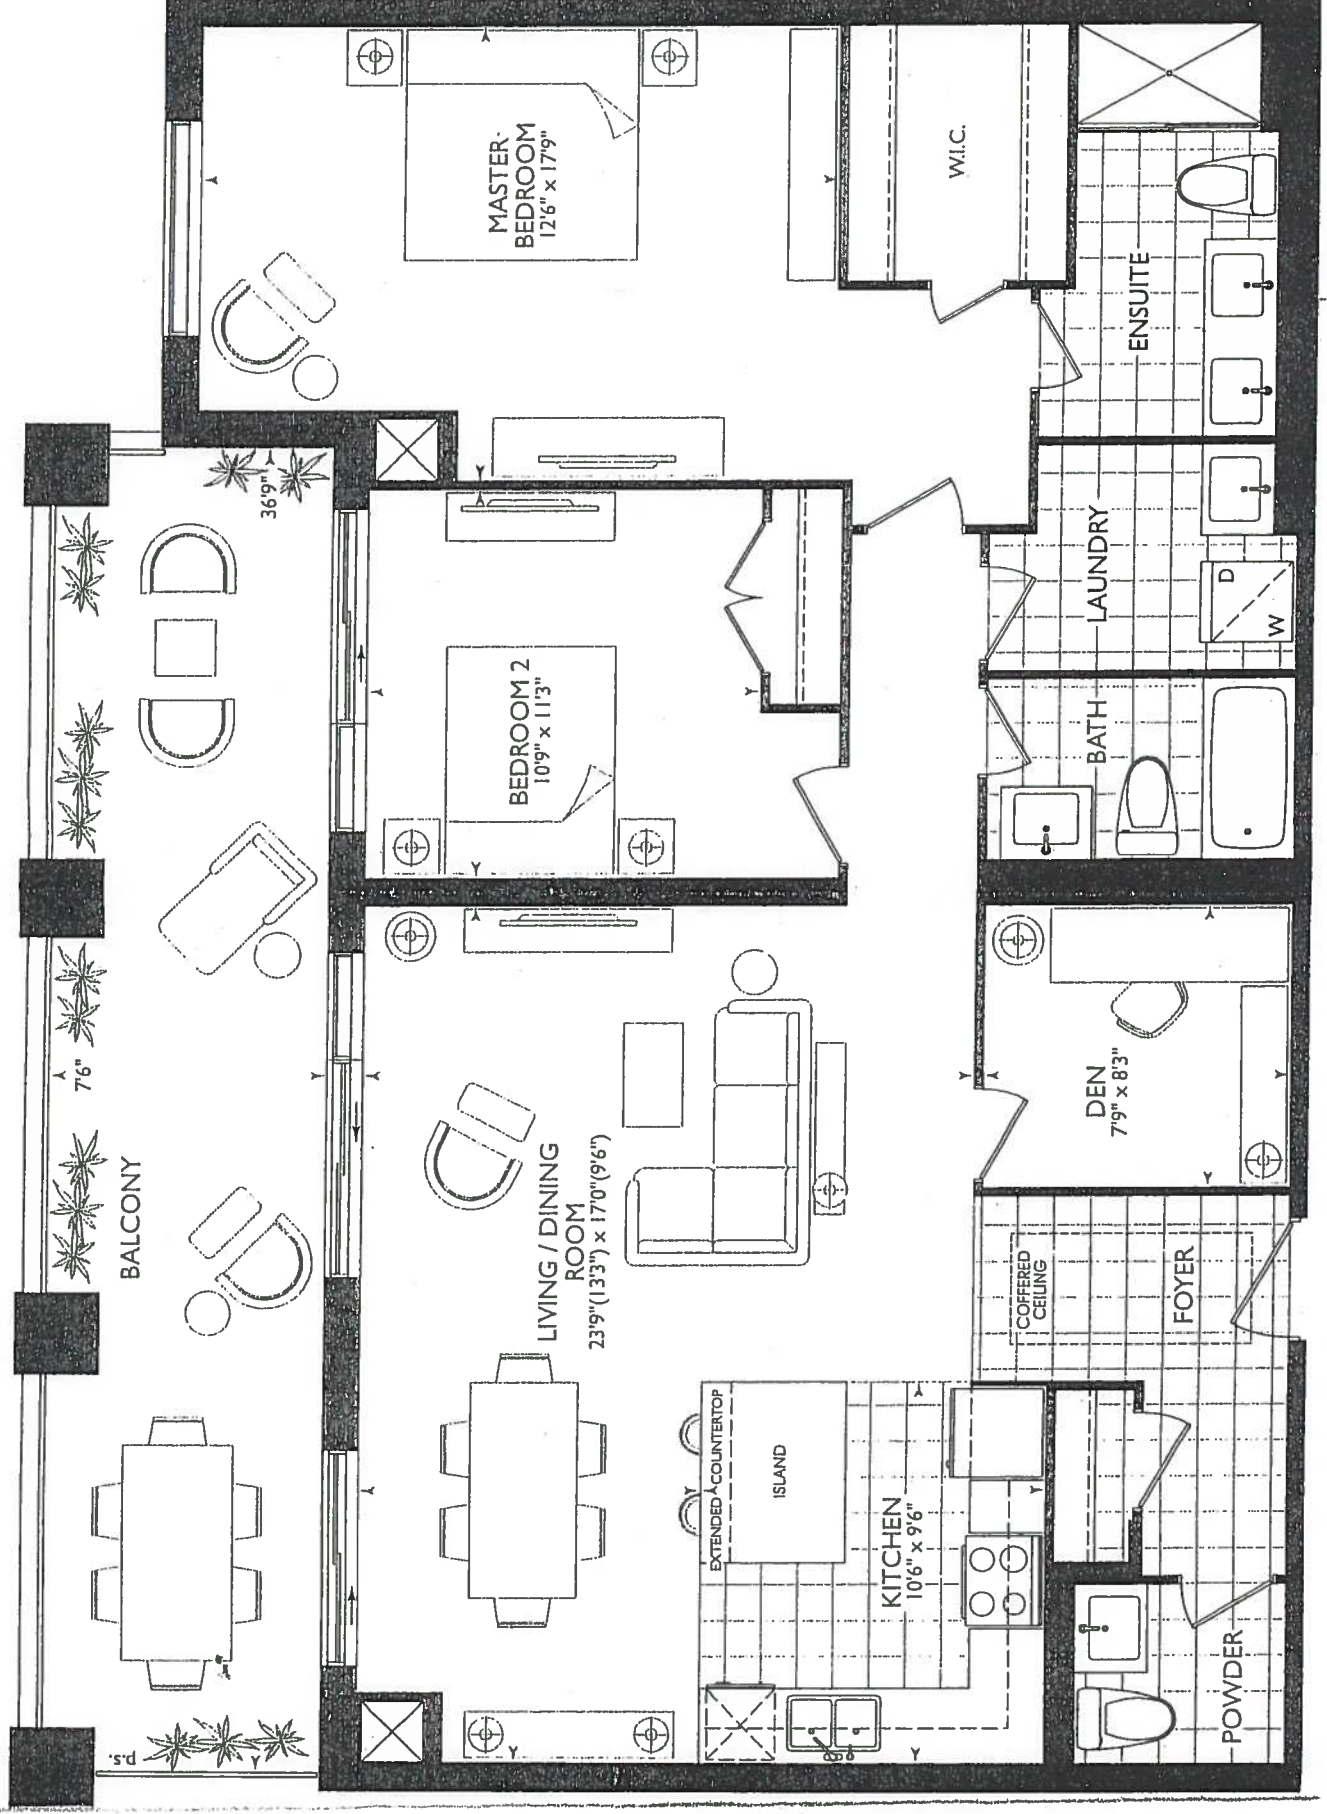 MASTER-
BEDROOM
12'6" x 17'9"
W.I.C.
ENSUITE
36'9"
BEDROOM 2
10'9" x 11'3"
LAUNDRY
D
W
BATH
7'6"
BALCONY
LIVING / DINING
ROOM
23'9"(13'3") x 17'0"(9'6")
DEN
7'9" x 8'3"
COFFERED
CEILING
FOYER
EXTENDED COUNTERTOP
ISLAND
KITCHEN
10'6" x 9'6"
POWDER
p.s.